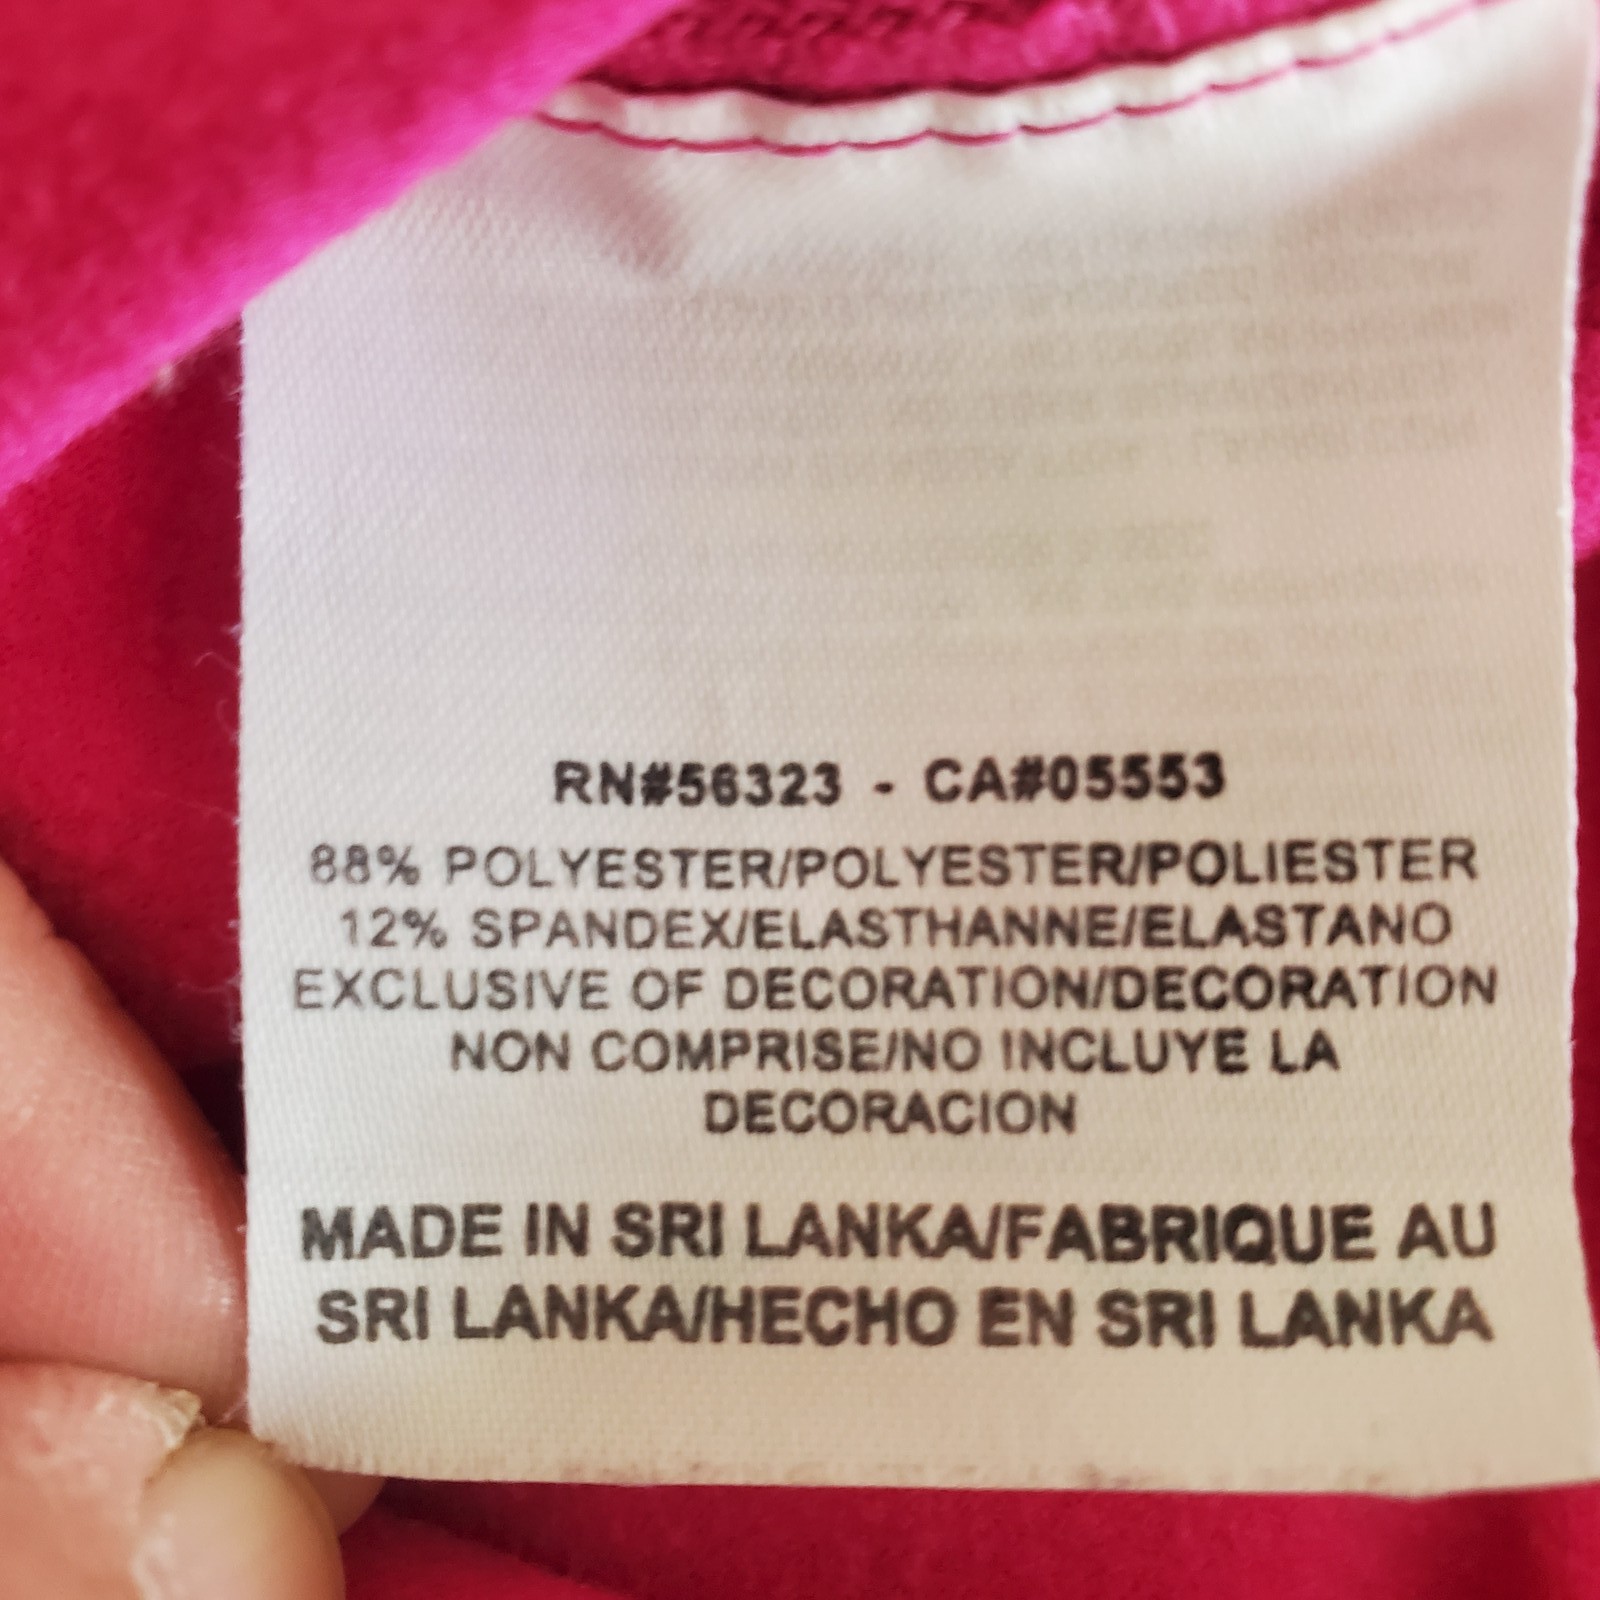 RN#56323 - CA#05553
88% POLYESTER/POLYESTER/POLIESTER
12% SPANDEX/ELASTHANNE/ELASTANO
EXCLUSIVE OF DECORATION/DECORATION
NON COMPRISE/NO INCLUYE LA
DECORACION
MADE IN SRI LANKA/FABRIQUE AU
SRI LANKA/HECHO EN SRI LANKA